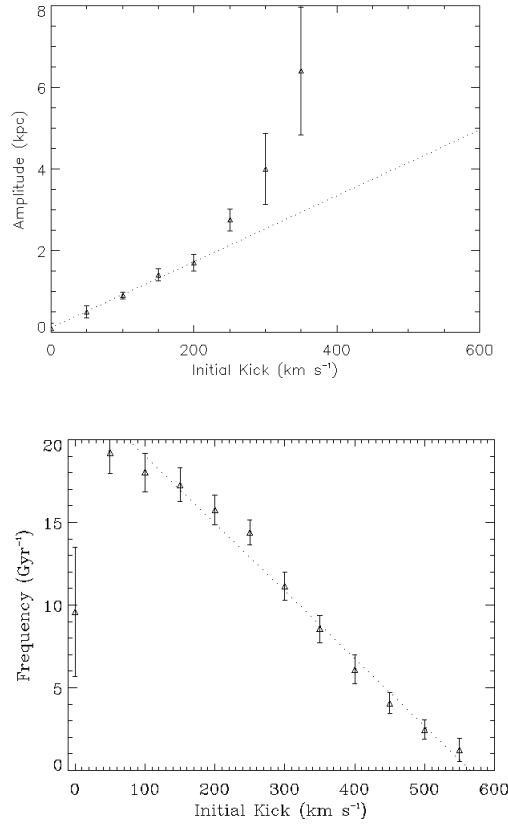 8
6
4
2
0
Amplitude (kpc)
0 200 400 600
Initial Kick (km s⁻¹)
20
15
10
5
0
Frequency (Gyr⁻¹)
0 100 200 300 400 500 600
Initial Kick (km s⁻¹)